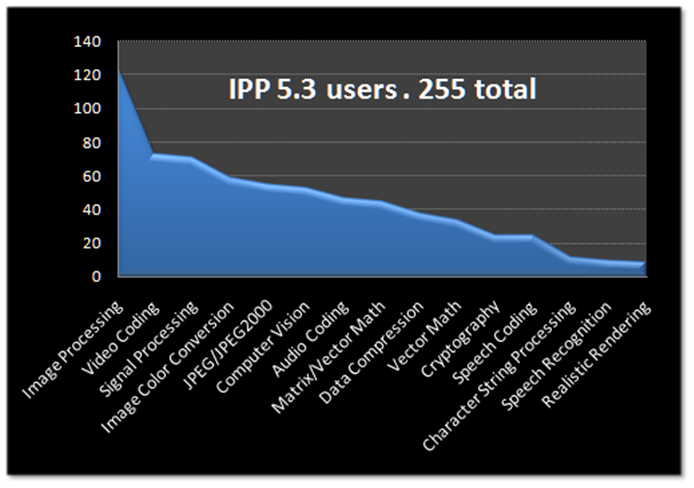 140
120
100
80
60
40
20
0
IPP 5.3 users . 255 total
Image Processing
Video Coding
Signal Processing
Image Color Conversion
JPEG/JPEG2000
Computer Vision
Audio Coding
Matrix/Vector Math
Data Compression
Vector Math
Cryptography
Speech Coding
Character String Processing
Speech Recognition
Realistic Rendering